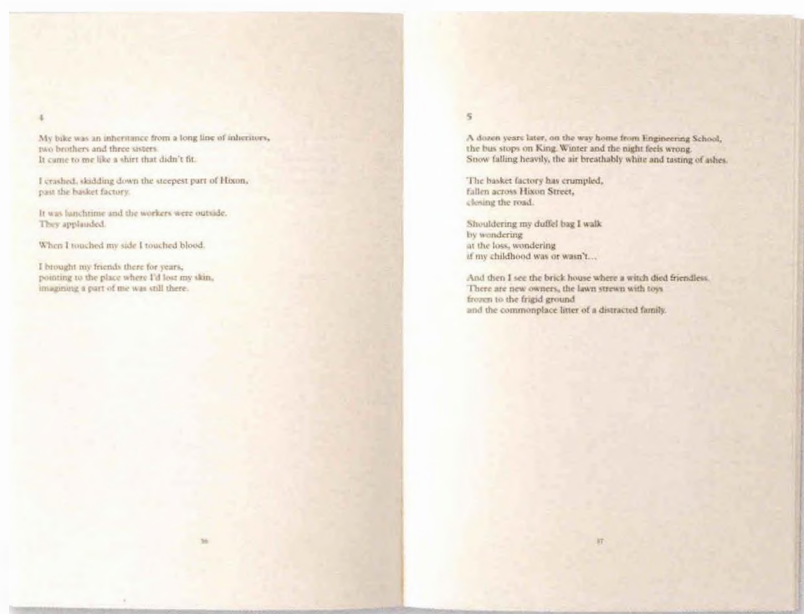 4
My bike was an inheritance from a long line of inheritors,
two brothers and three sisters.
It came to me like a shirt that didn't fit.
I crashed, skidding down the steepest part of Hixon,
past the basket factory.
It was lunchtime and the workers were outside.
They applauded.
When I touched my side I touched blood.
I brought my friends there for years,
pointing to the place where I'd lost my skin,
imagining a part of me was still there.
36
5
A dozen years later, on the way home from Engineering School,
the bus stops on King. Winter and the night feels wrong.
Snow falling heavily, the air breathably white and tasting of ashes.
The basket factory has crumpled,
fallen across Hixon Street,
closing the road.
Shouldering my duffel bag I walk
by wondering
at the loss, wondering
if my childhood was or wasn't…
And then I see the brick house where a witch died friendless.
There are new owners, the lawn strewn with toys
frozen to the frigid ground
and the commonplace litter of a distracted family.
37